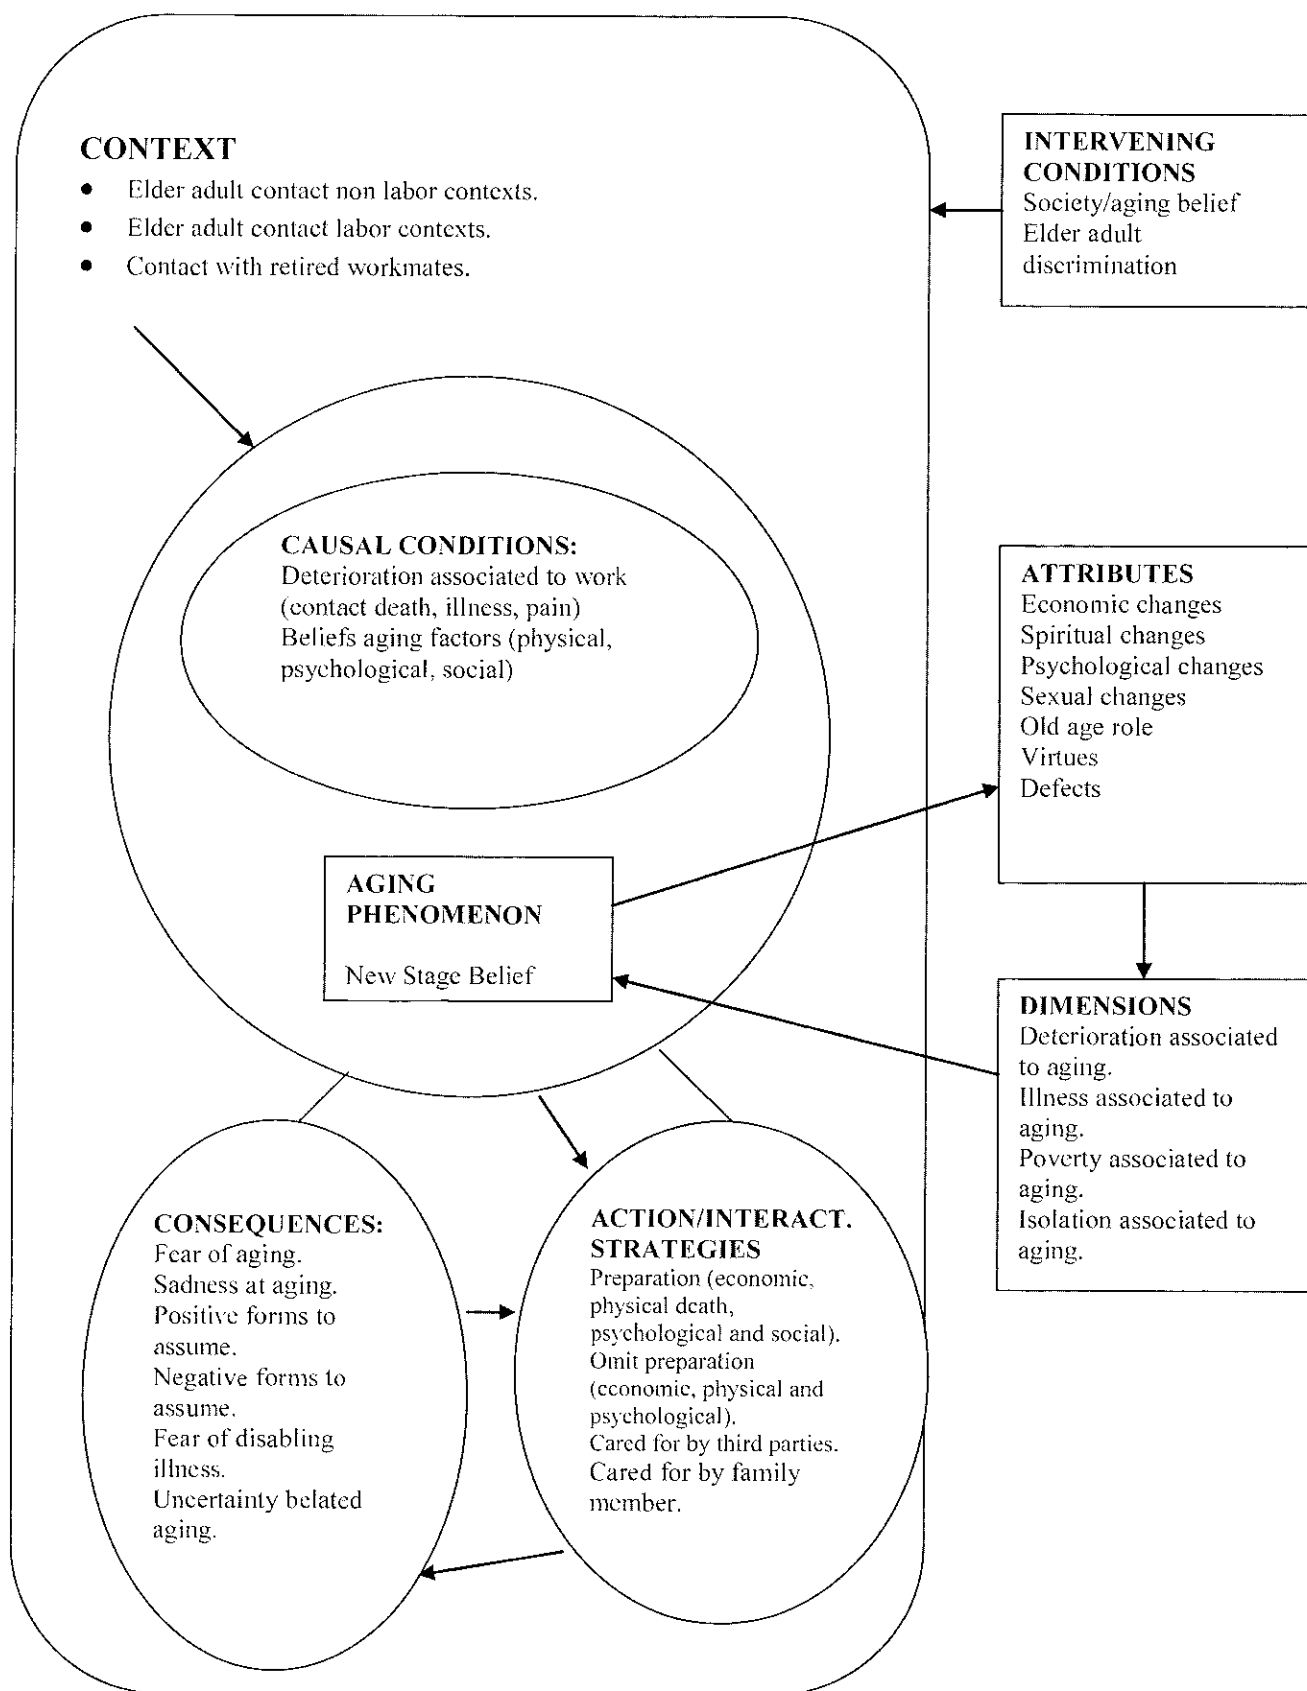 CONTEXT
• Elder adult contact non labor contexts.
• Elder adult contact labor contexts.
• Contact with retired workmates.
INTERVENING
CONDITIONS
Society/aging belief
Elder adult
discrimination
CAUSAL CONDITIONS:
Deterioration associated to work
(contact death, illness, pain)
Beliefs aging factors (physical,
psychological, social)
ATTRIBUTES
Economic changes
Spiritual changes
Psychological changes
Sexual changes
Old age role
Virtues
Defects
AGING
PHENOMENON
New Stage Belief
DIMENSIONS
Deterioration associated
to aging.
Illness associated to
aging.
Poverty associated to
aging.
Isolation associated to
aging.
CONSEQUENCES:
Fear of aging.
Sadness at aging.
Positive forms to
assume.
Negative forms to
assume.
Fear of disabling
illness.
Uncertainty belated
aging.
ACTION/INTERACT.
STRATEGIES
Preparation (economic,
physical death,
psychological and social).
Omit preparation
(economic, physical and
psychological).
Cared for by third parties.
Cared for by family
member.